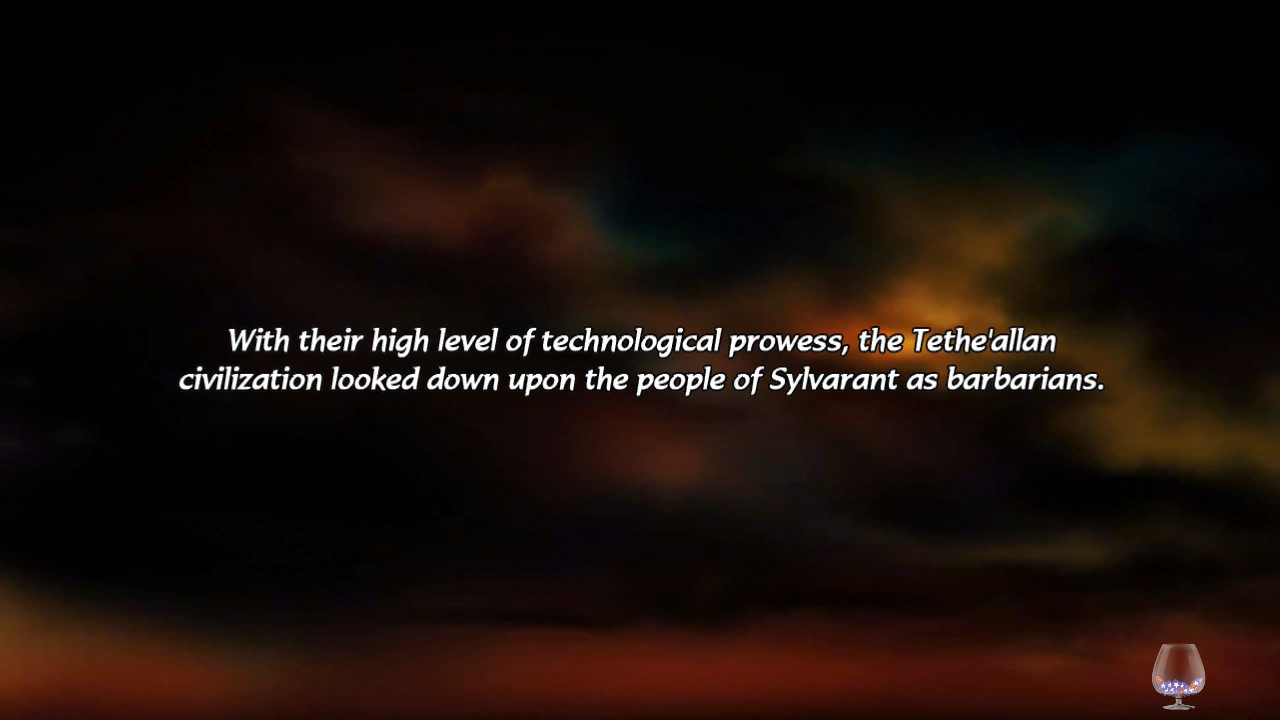 With their high level of technological prowess, the Tethe'allan
civilization looked down upon the people of Sylvarant as barbarians.